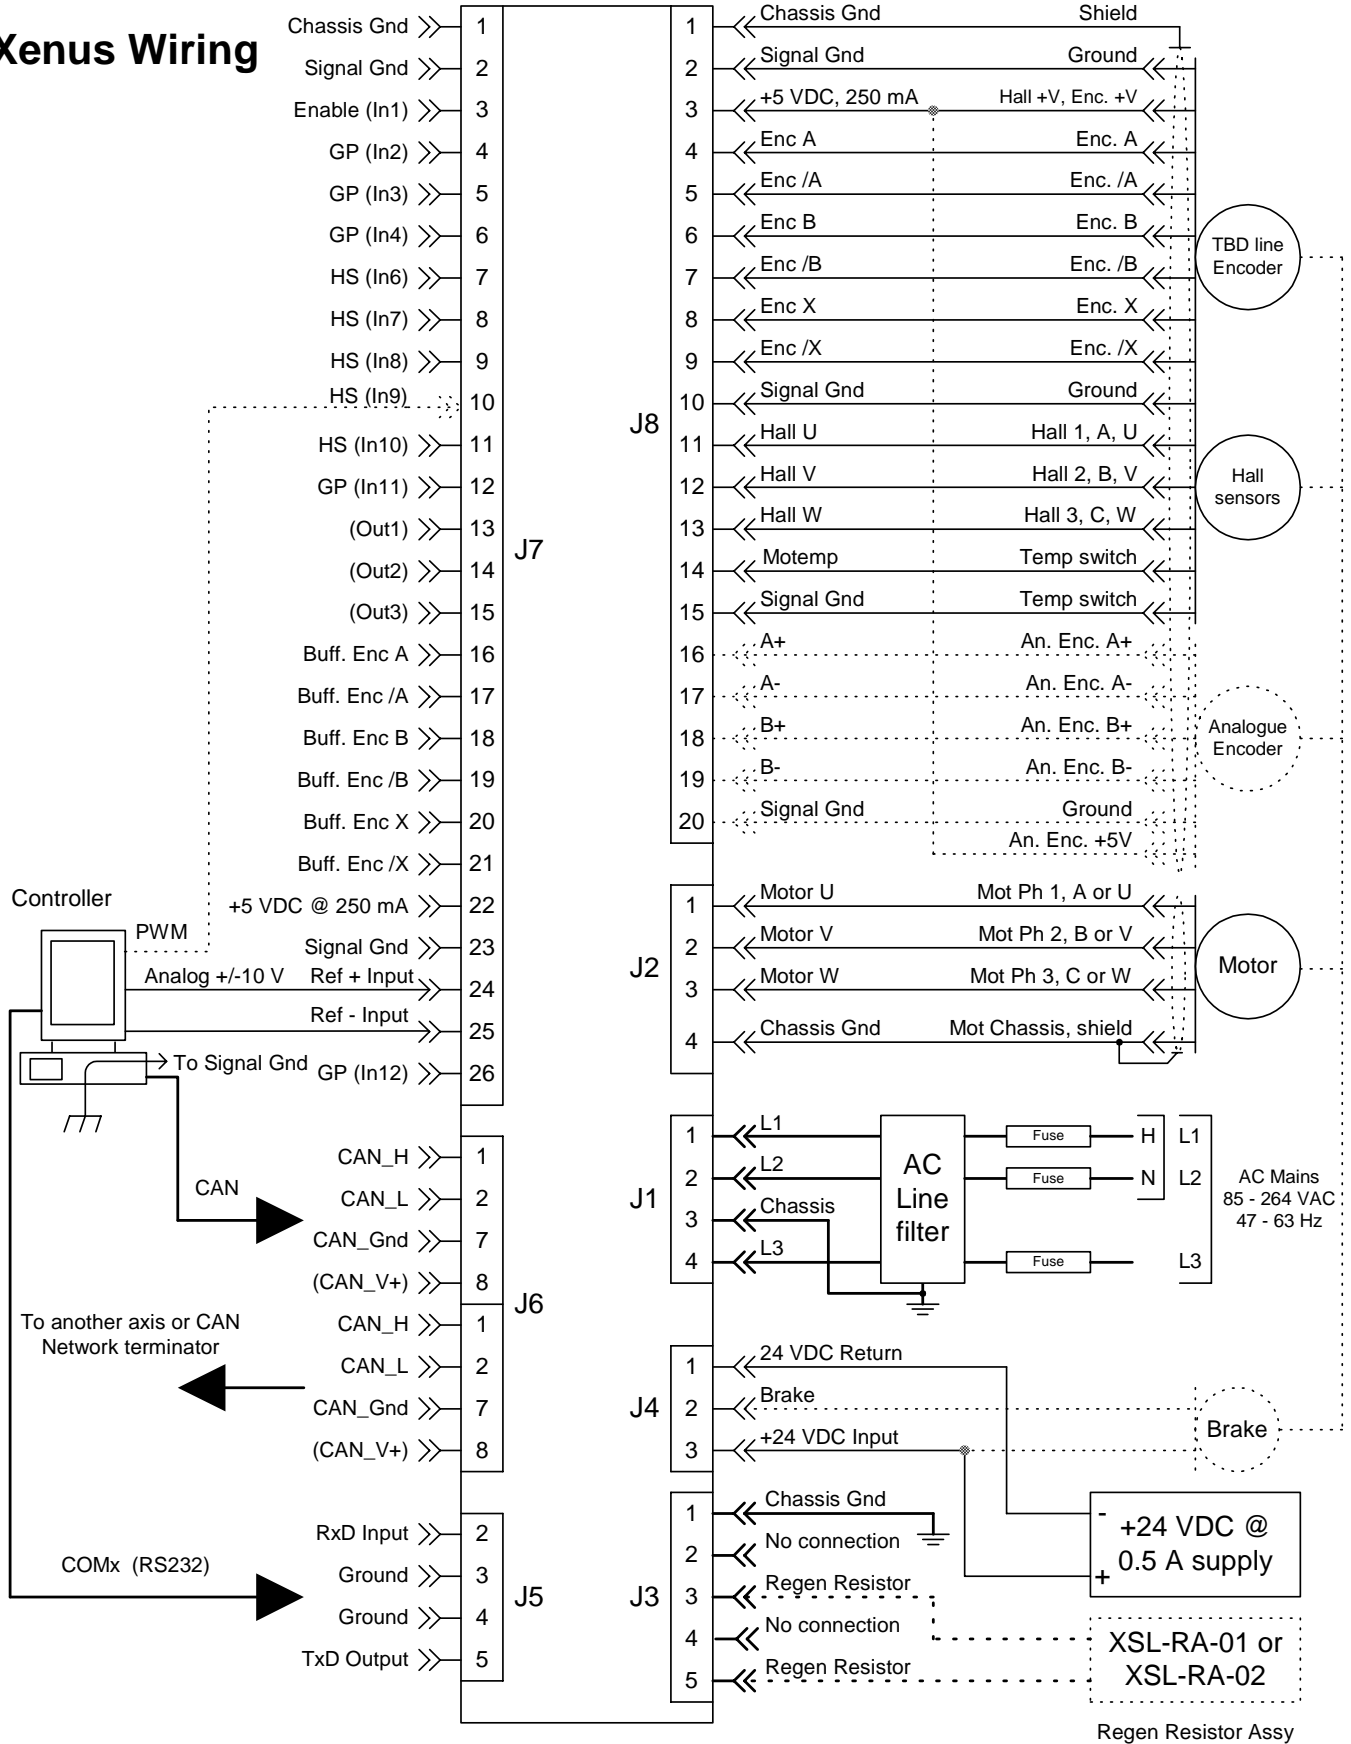 Xenus Wiring
Chassis Gnd 1
Signal Gnd 2
Enable (In1) 3
GP (In2) 4
GP (In3) 5
GP (In4) 6
HS (In6) 7
HS (In7) 8
HS (In8) 9
HS (In9) 10
HS (In10) 11
GP (In11) 12
(Out1) 13
(Out2) 14
(Out3) 15
Buff. Enc A 16
Buff. Enc /A 17
Buff. Enc B 18
Buff. Enc /B 19
Buff. Enc X 20
Buff. Enc /X 21
+5 VDC @ 250 mA 22
Signal Gnd 23
Ref + Input 24
Ref - Input 25
GP (In12) 26
J7
Controller
PWM
Analog +/-10 V
To Signal Gnd
CAN
CAN_H 1
CAN_L 2
CAN_Gnd 7
(CAN_V+) 8
CAN_H 1
CAN_L 2
CAN_Gnd 7
(CAN_V+) 8
J6
To another axis or CAN
Network terminator
COMx (RS232)
RxD Input 2
Ground 3
Ground 4
TxD Output 5
J5
J8
1 Chassis Gnd Shield
2 Signal Gnd Ground
3 +5 VDC, 250 mA Hall +V, Enc. +V
4 Enc A Enc. A
5 Enc /A Enc. /A
6 Enc B Enc. B
7 Enc /B Enc. /B
8 Enc X Enc. X
9 Enc /X Enc. /X
10 Signal Gnd Ground
11 Hall U Hall 1, A, U
12 Hall V Hall 2, B, V
13 Hall W Hall 3, C, W
14 Motemp Temp switch
15 Signal Gnd Temp switch
16 A+ An. Enc. A+
17 A- An. Enc. A-
18 B+ An. Enc. B+
19 B- An. Enc. B-
20 Signal Gnd Ground
An. Enc. +5V
TBD line
Encoder
Hall
sensors
Analogue
Encoder
J2
1 Motor U Mot Ph 1, A or U
2 Motor V Mot Ph 2, B or V
3 Motor W Mot Ph 3, C or W
4 Chassis Gnd Mot Chassis, shield
Motor
J1
1 L1
2 L2
3 Chassis
4 L3
AC
Line
filter
Fuse H L1
Fuse N L2
Fuse L3
AC Mains
85 - 264 VAC
47 - 63 Hz
J4
1 24 VDC Return
2 Brake
3 +24 VDC Input
Brake
-
+
+24 VDC @
0.5 A supply
J3
1 Chassis Gnd
2 No connection
3 Regen Resistor
4 No connection
5 Regen Resistor
XSL-RA-01 or
XSL-RA-02
Regen Resistor Assy